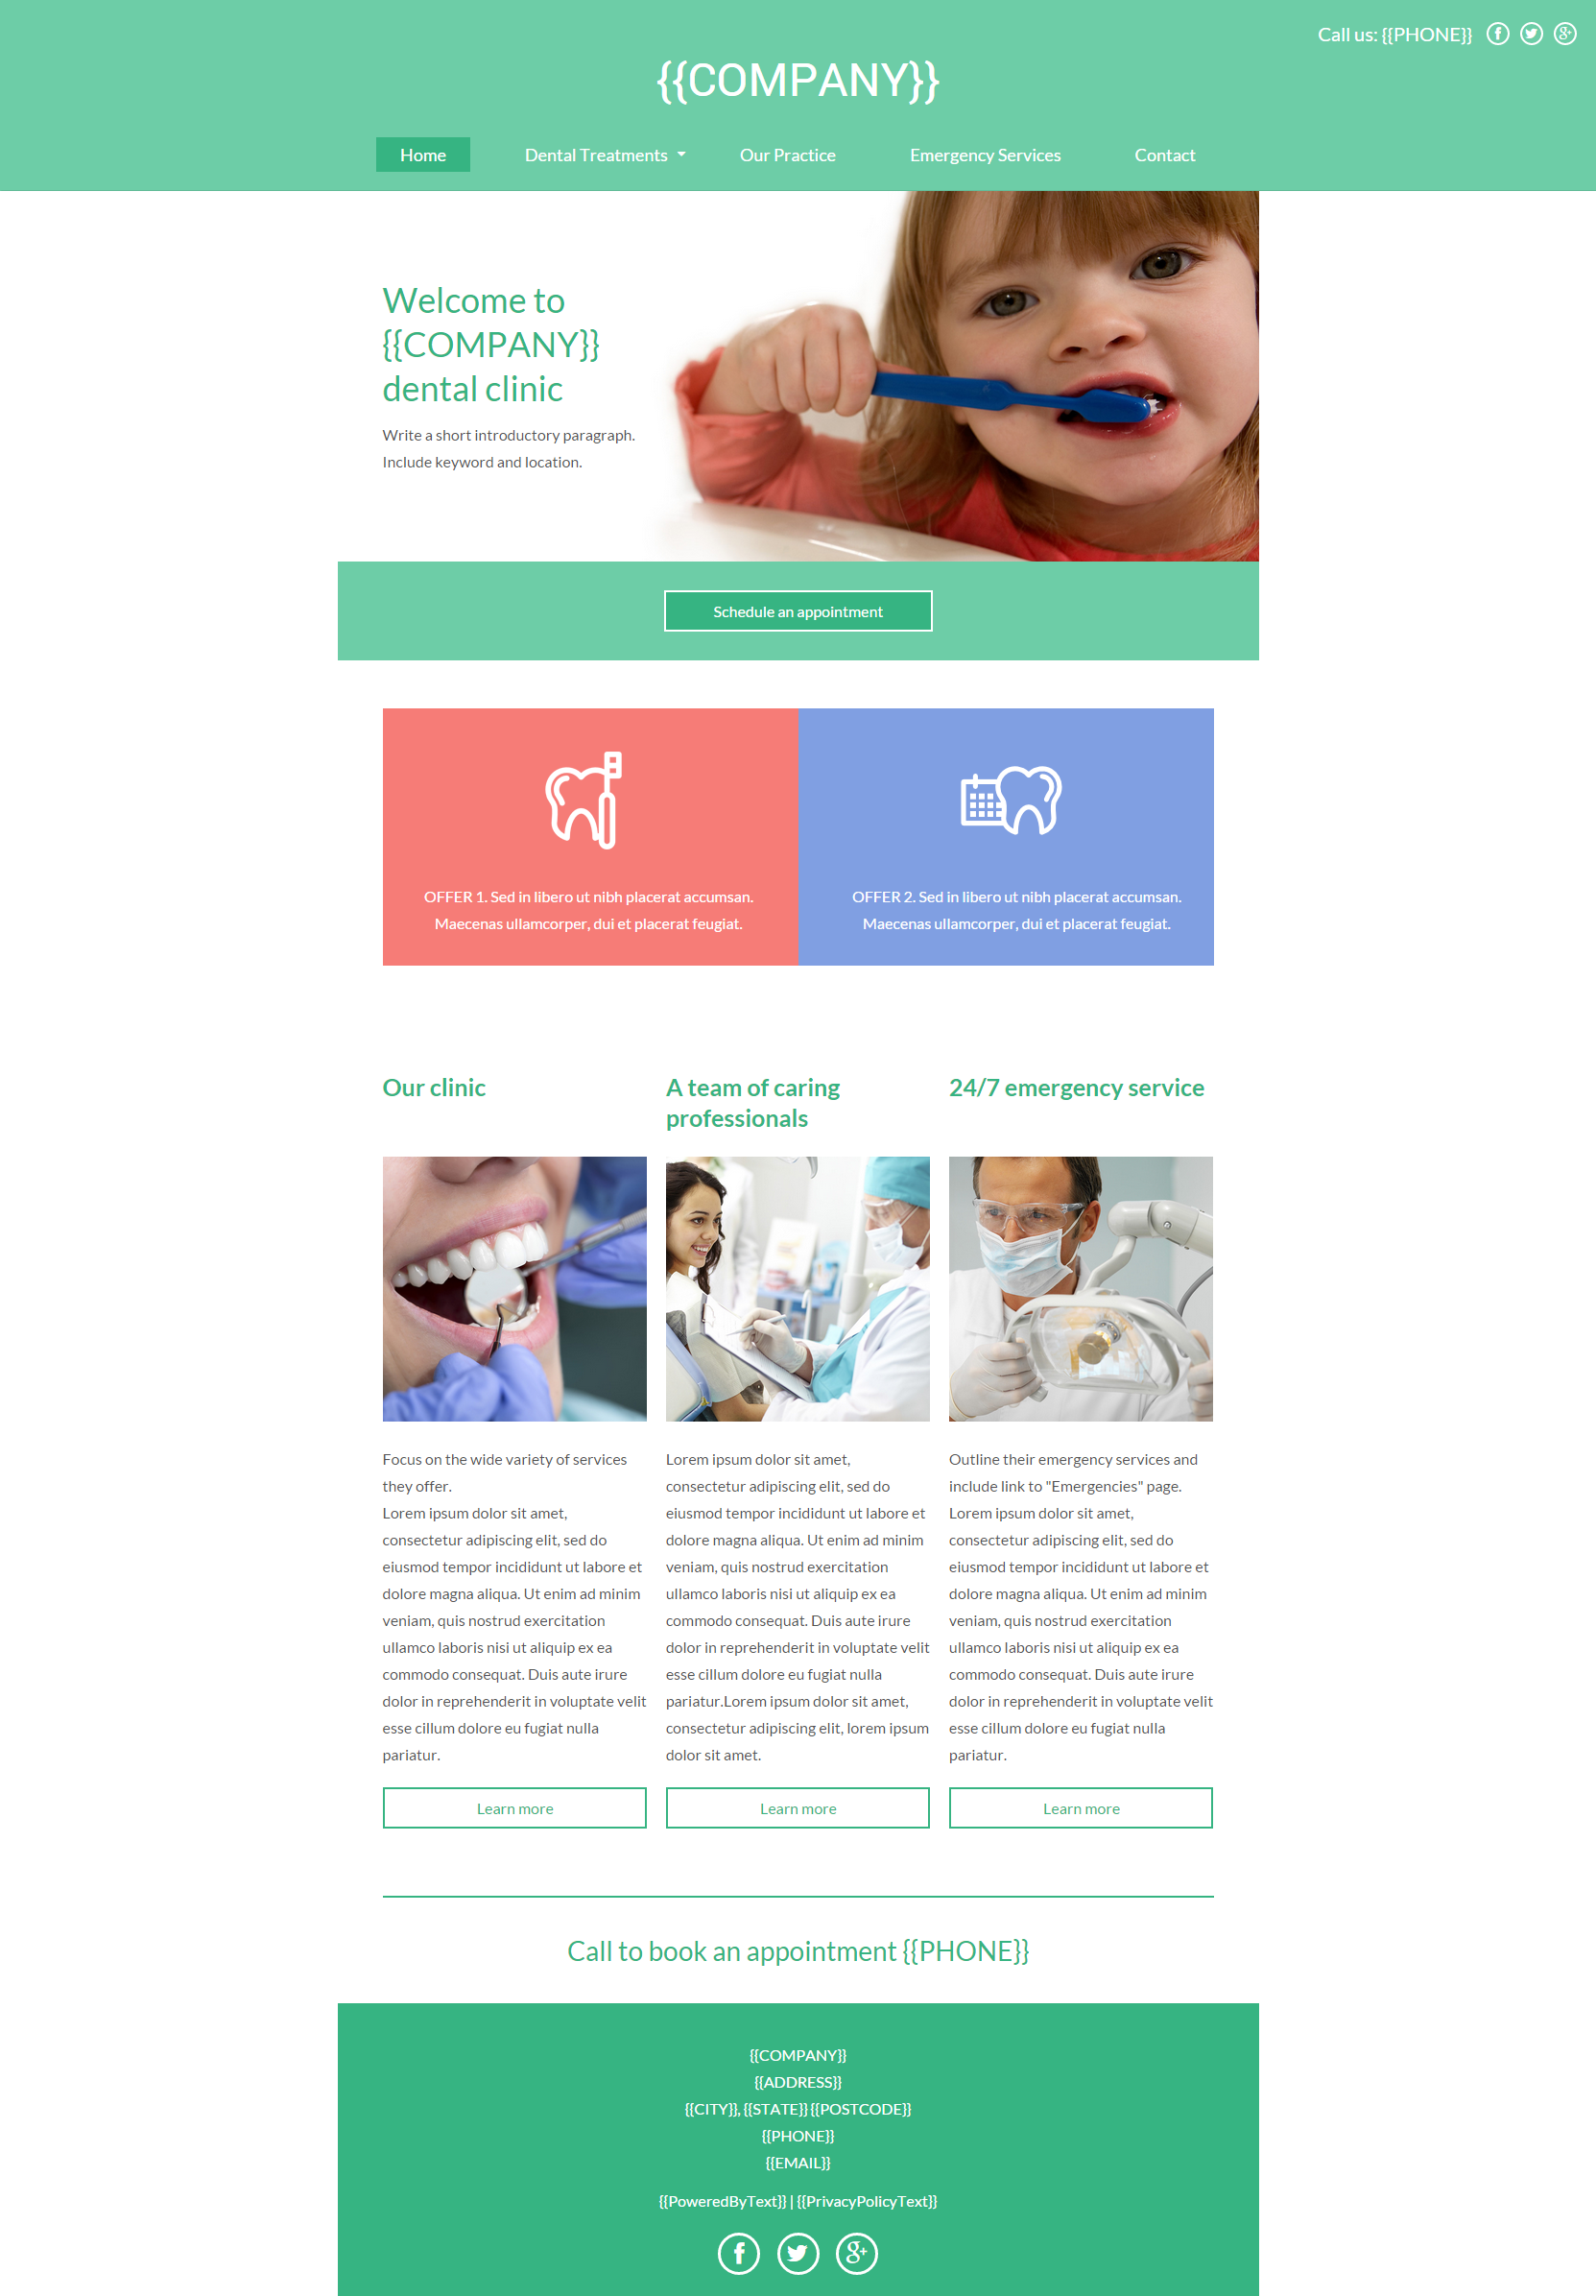 Call us: {{PHONE}}
{{COMPANY}}
Home Dental Treatments Our Practice Emergency Services Contact
Welcome to
{{COMPANY}}
dental clinic
Write a short introductory paragraph.
Include keyword and location.
Schedule an appointment
OFFER 1. Sed in libero ut nibh placerat accumsan.
Maecenas ullamcorper, dui et placerat feugiat.
OFFER 2. Sed in libero ut nibh placerat accumsan.
Maecenas ullamcorper, dui et placerat feugiat.
Our clinic
Focus on the wide variety of services
they offer.
Lorem ipsum dolor sit amet,
consectetur adipiscing elit, sed do
eiusmod tempor incididunt ut labore et
dolore magna aliqua. Ut enim ad minim
veniam, quis nostrud exercitation
ullamco laboris nisi ut aliquip ex ea
commodo consequat. Duis aute irure
dolor in reprehenderit in voluptate velit
esse cillum dolore eu fugiat nulla
pariatur.
Learn more
A team of caring
professionals
Lorem ipsum dolor sit amet,
consectetur adipiscing elit, sed do
eiusmod tempor incididunt ut labore et
dolore magna aliqua. Ut enim ad minim
veniam, quis nostrud exercitation
ullamco laboris nisi ut aliquip ex ea
commodo consequat. Duis aute irure
dolor in reprehenderit in voluptate velit
esse cillum dolore eu fugiat nulla
pariatur.Lorem ipsum dolor sit amet,
consectetur adipiscing elit, lorem ipsum
dolor sit amet.
Learn more
24/7 emergency service
Outline their emergency services and
include link to "Emergencies" page.
Lorem ipsum dolor sit amet,
consectetur adipiscing elit, sed do
eiusmod tempor incididunt ut labore et
dolore magna aliqua. Ut enim ad minim
veniam, quis nostrud exercitation
ullamco laboris nisi ut aliquip ex ea
commodo consequat. Duis aute irure
dolor in reprehenderit in voluptate velit
esse cillum dolore eu fugiat nulla
pariatur.
Learn more
Call to book an appointment {{PHONE}}
{{COMPANY}}
{{ADDRESS}}
{{CITY}}, {{STATE}} {{POSTCODE}}
{{PHONE}}
{{EMAIL}}
{{PoweredByText}} | {{PrivacyPolicyText}}